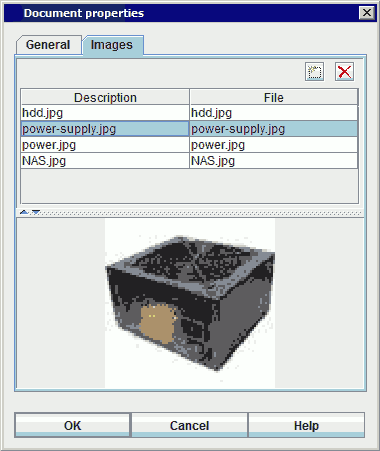 Document properties
General Images
Description File
hdd.jpg hdd.jpg
power-supply.jpg power-supply.jpg
power.jpg power.jpg
NAS.jpg NAS.jpg
OK Cancel Help